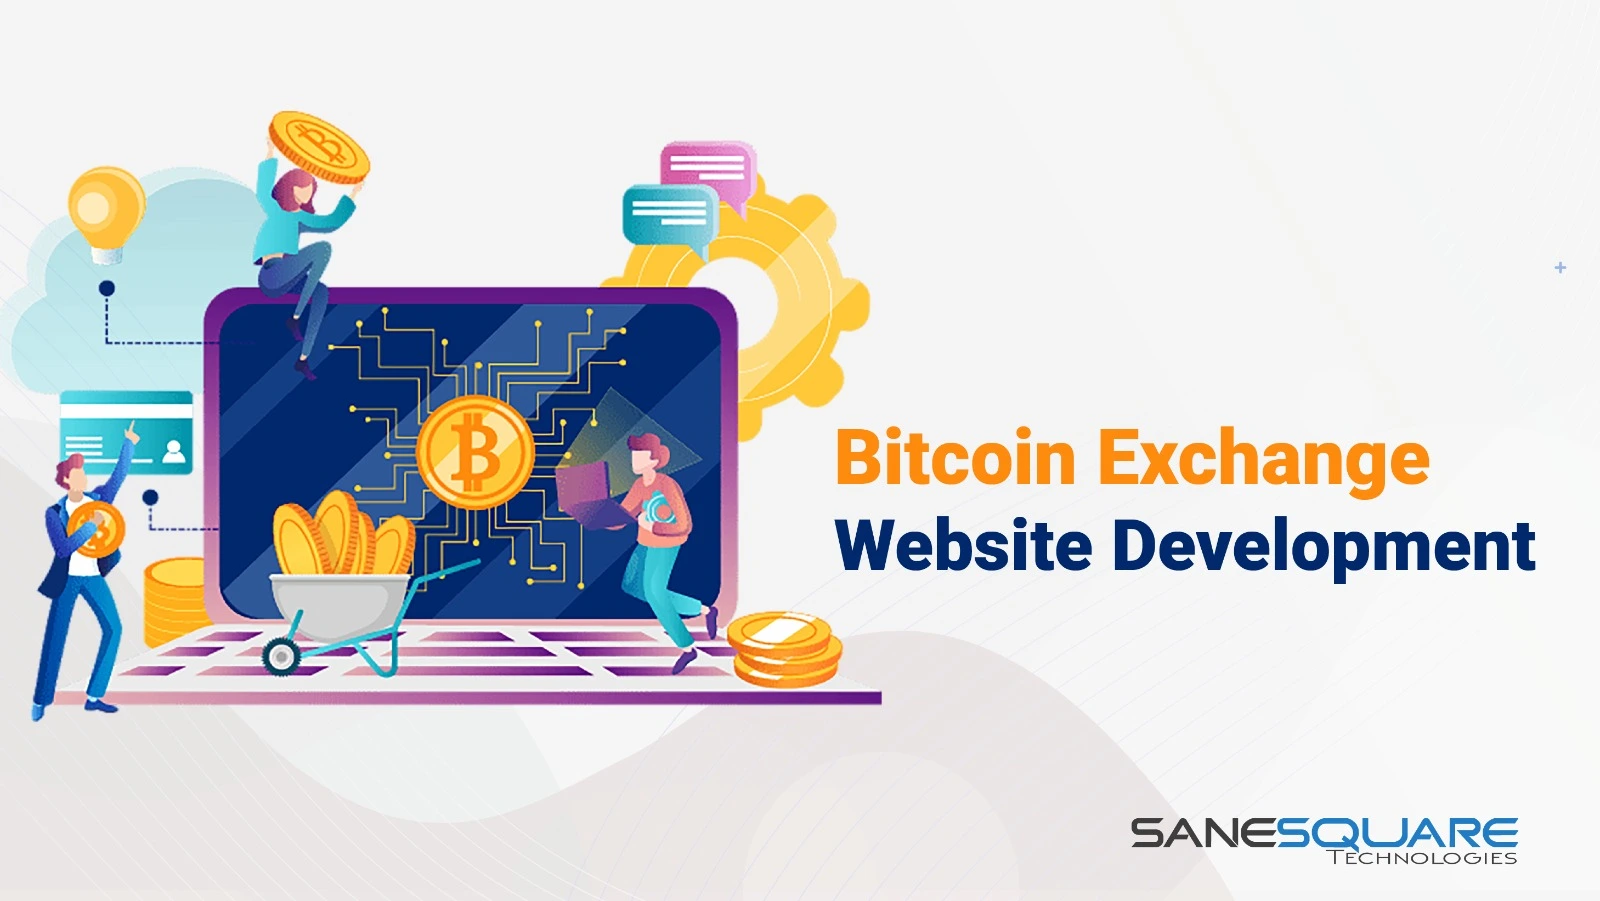 Bitcoin Exchange
Website Development
SANESQUARE
TECHNOLOGIES